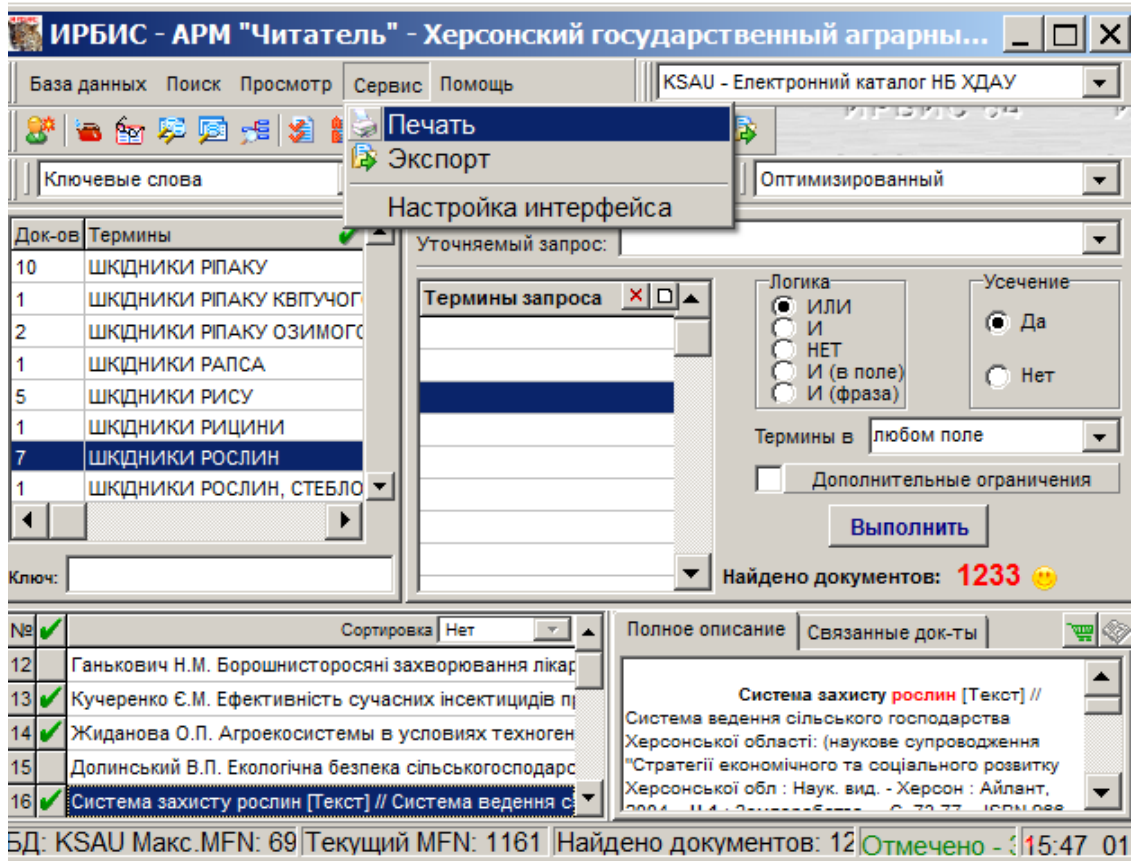 ИРБИС - АРМ "Читатель" - Херсонский государственный аграрны...
База данных Поиск Просмотр Сервис Помощь KSAU - Електронний каталог НБ ХДАУ
Печать
Экспорт
Настройка интерфейса
Ключевые слова Оптимизированный
Док-ов Термины
10 ШКІДНИКИ РІПАКУ
1 ШКІДНИКИ РІПАКУ КВІТУЧОГ
2 ШКІДНИКИ РІПАКУ ОЗИМОГО
1 ШКІДНИКИ РАПСА
5 ШКІДНИКИ РИСУ
1 ШКІДНИКИ РИЦИНИ
7 ШКІДНИКИ РОСЛИН
1 ШКІДНИКИ РОСЛИН, СТЕБЛО
Ключ:
Уточняемый запрос:
Термины запроса
Логика
ИЛИ
И
НЕТ
И (в поле)
И (фраза)
Усечение
Да
Нет
Термины в любом поле
Дополнительные ограничения
Выполнить
Найдено документов: 1233
№ Сортировка Нет
12 Ганькович Н.М. Борошнисторосяні захворювання лікар
13 Кучеренко Є.М. Ефективність сучасних інсектицидів п
14 Жиданова О.П. Агроекосистемы в условиях техноген
15 Долинський В.П. Екологічна безпека сільськогосподарс
16 Система захисту рослин [Текст] // Система ведення с
Полное описание Связанные док-ты
Система захисту рослин [Текст] //
Система ведення сільського господарства
Херсонської області: (наукове супроводження
"Стратегії економічного та соціального розвитку
Херсонської обл : Наук. вид. - Херсон : Айлант,
БД: KSAU Макс.MFN: 69 Текущий MFN: 1161 Найдено документов: 12 Отмечено - 15:47 01